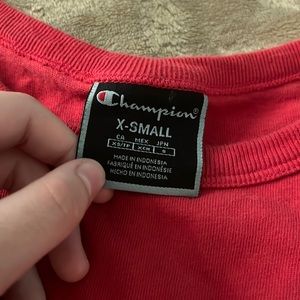 Champion
X-SMALL
CA MEX JPN
XS/TP XCH S
MADE IN INDONESIA
FABRIQUÉ EN INDONÉSIE
HECHO EN INDONESIA